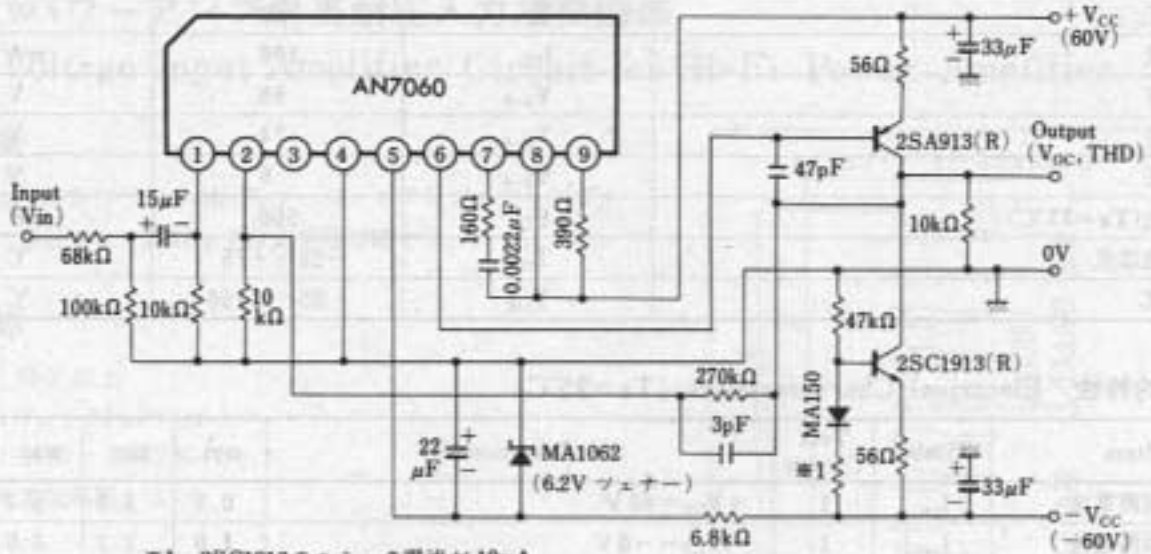 AN7060
1
2
3
4
5
6
7
8
9
Input
(Vin)
15μF
+
−
68kΩ
100kΩ
10kΩ
10
kΩ
160Ω
0.0022μF
390Ω
47pF
56Ω
+
−
33μF
+VCC
(60V)
2SA913(R)
Output
(VOC, THD)
10kΩ
0V
47kΩ
2SC1913(R)
270kΩ
3pF
MA150
※1
56Ω
+
−
33μF
22
μF
+
−
MA1062
(6.2V ツェナー)
6.8kΩ
−VCC
(−60V)